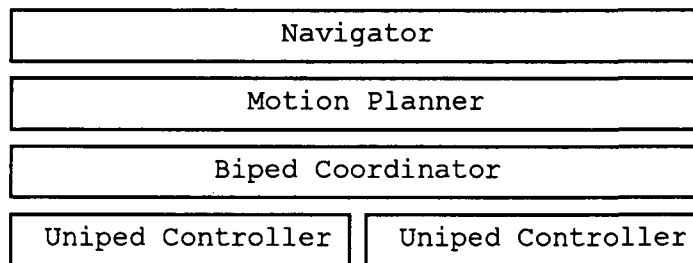 Navigator
Motion Planner
Biped Coordinator
Uniped Controller
Uniped Controller